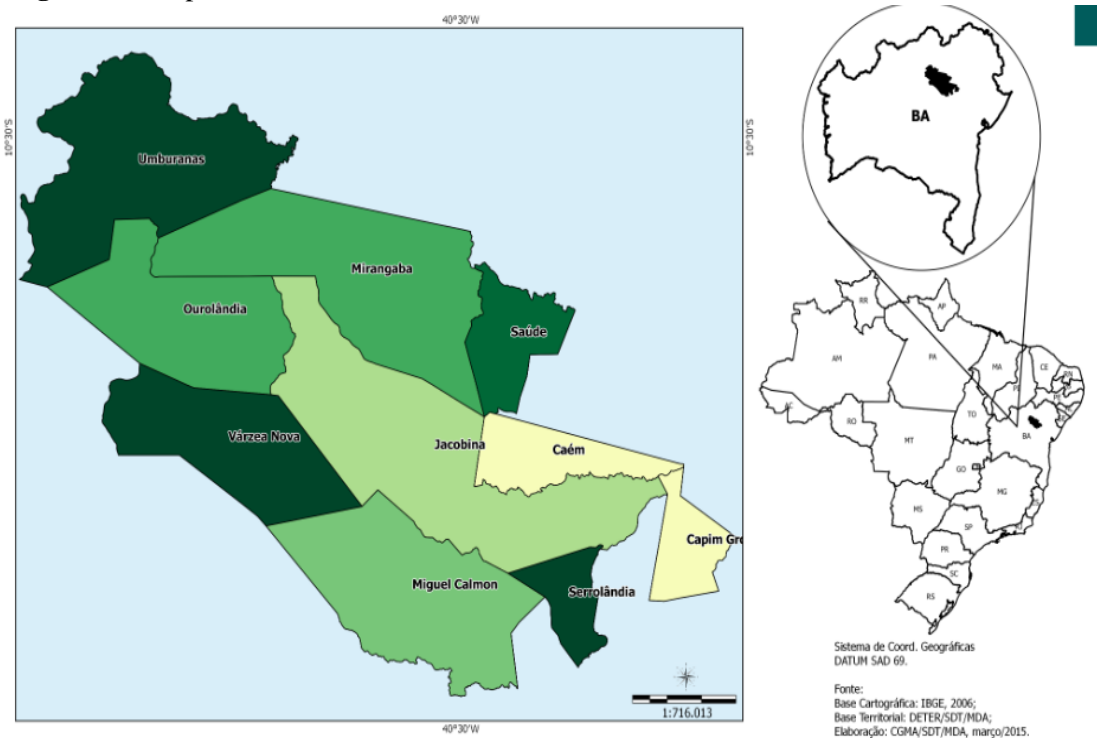 40°30'W
10°30'S
10°30'S
Umburanas
Mirangaba
Ourolândia
Saúde
Várzea Nova
Jacobina
Caém
Capim Gro
Miguel Calmon
Serrolândia
1:716.013
40°30'W
BA
RR
AP
AM
PA
MA
CE
RN
AC
TO
RO
BA
MT
GO
MG
MS
SP
PR
SC
RS
Sistema de Coord. Geográficas
DATUM SAD 69.
Fonte:
Base Cartográfica: IBGE, 2006;
Base Territorial: DETER/SDT/MDA;
Elaboração: CGMA/SDT/MDA, março/2015.